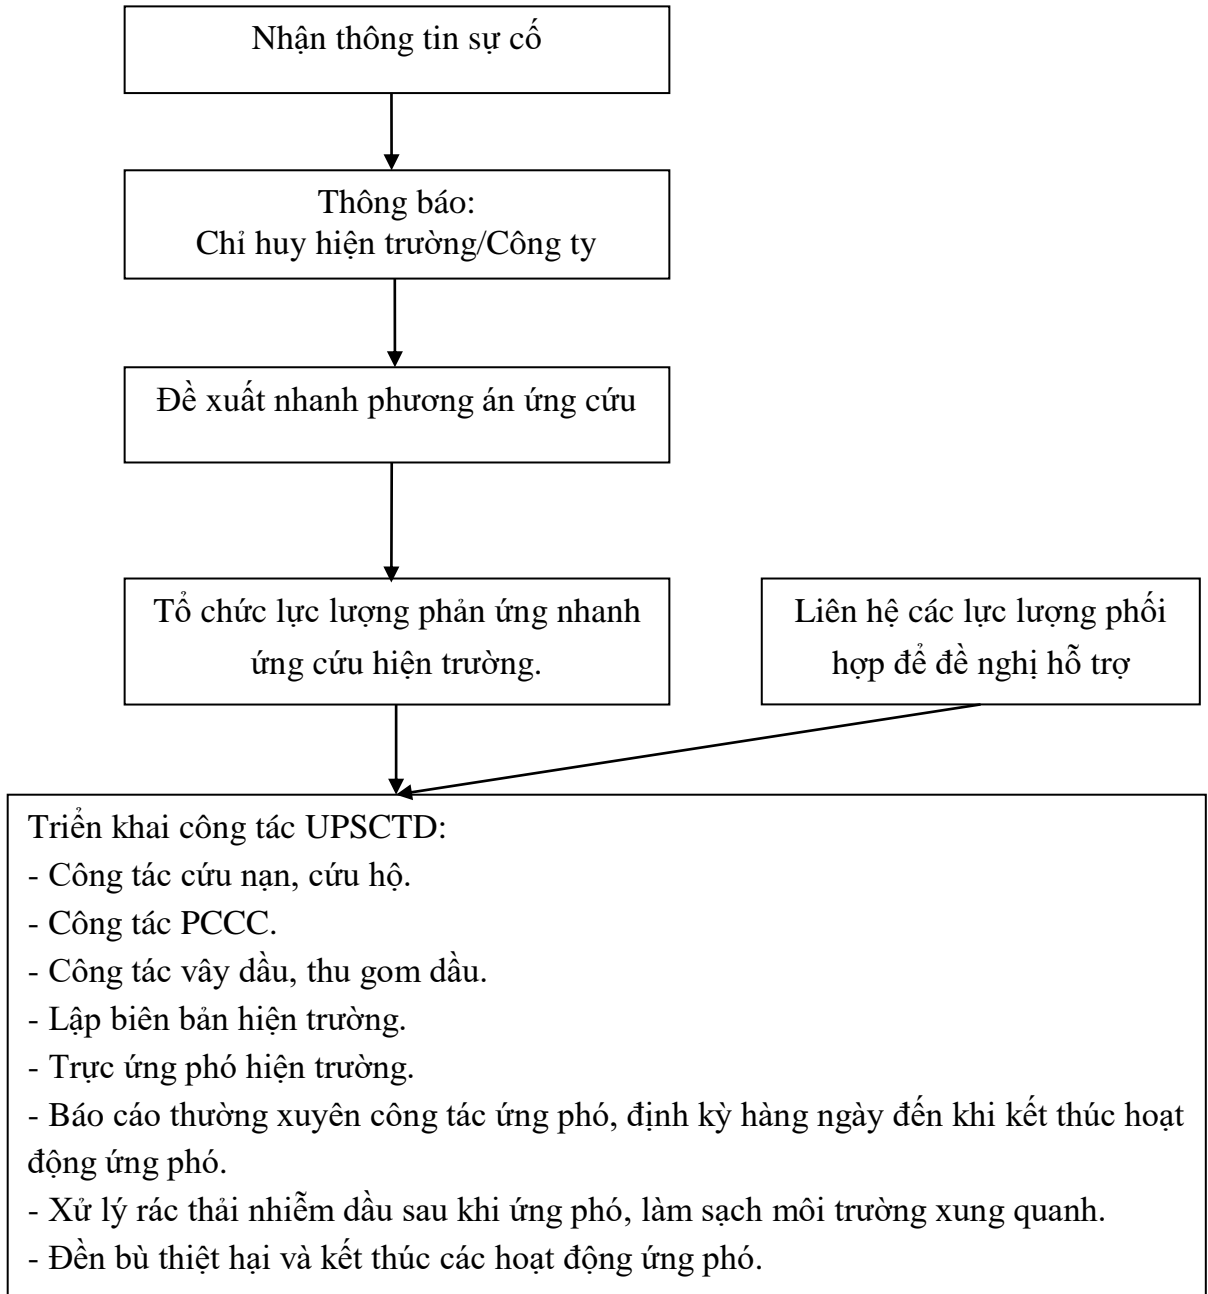 Nhận thông tin sự cố
Thông báo:
Chỉ huy hiện trường/Công ty
Đề xuất nhanh phương án ứng cứu
Tổ chức lực lượng phản ứng nhanh
ứng cứu hiện trường.
Liên hệ các lực lượng phối
hợp để đề nghị hỗ trợ
Triển khai công tác UPSCTD:
- Công tác cứu nạn, cứu hộ.
- Công tác PCCC.
- Công tác vây dầu, thu gom dầu.
- Lập biên bản hiện trường.
- Trực ứng phó hiện trường.
- Báo cáo thường xuyên công tác ứng phó, định kỳ hàng ngày đến khi kết thúc hoạt
động ứng phó.
- Xử lý rác thải nhiễm dầu sau khi ứng phó, làm sạch môi trường xung quanh.
- Đền bù thiệt hại và kết thúc các hoạt động ứng phó.